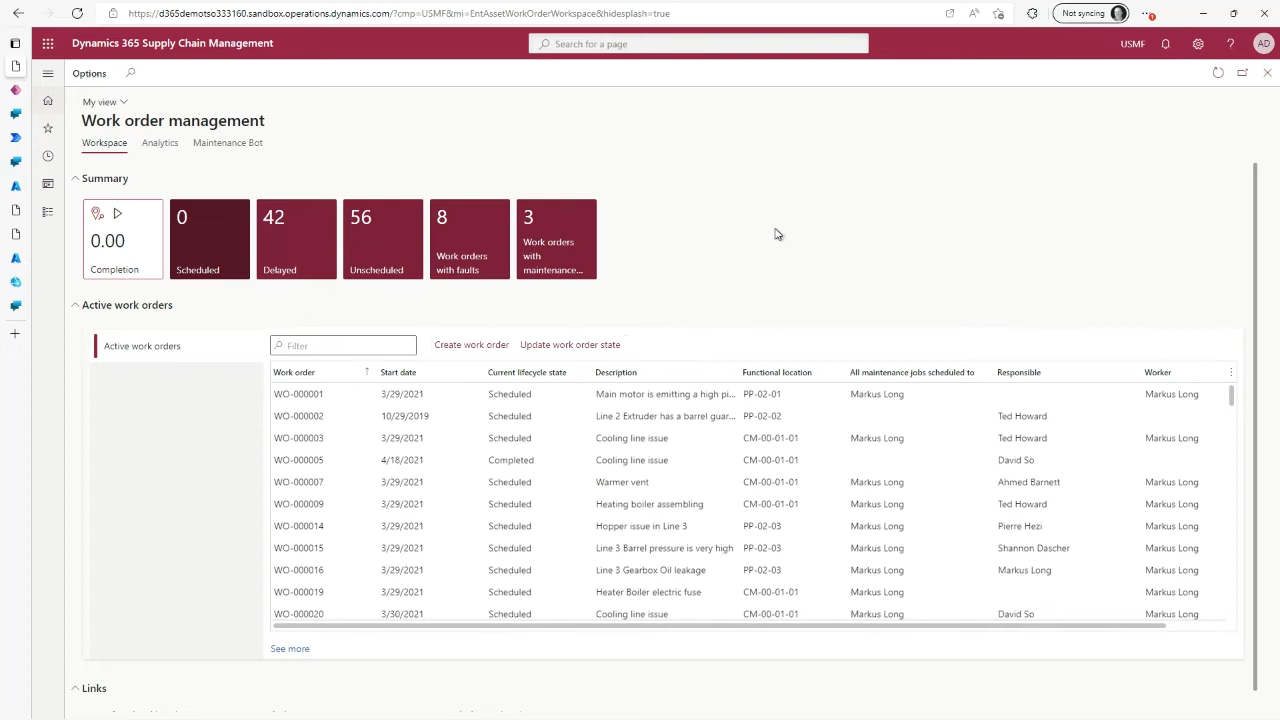 https://d365demotso333160.sandbox.operations.dynamics.com/?cmp=USMF&mi=EntAssetWorkOrderWorkspace&hidesplash=true
Not syncing
Dynamics 365 Supply Chain Management
Search for a page
USMF
AD
Options
My view
Work order management
Workspace Analytics Maintenance Bot
Summary
0.00
Completion
0
Scheduled
42
Delayed
56
Unscheduled
8
Work orders
with faults
3
Work orders
with
maintenance...
Active work orders
Active work orders
Filter
Create work order Update work order state
Work order Start date Current lifecycle state Description Functional location All maintenance jobs scheduled to Responsible Worker
WO-000001 3/29/2021 Scheduled Main motor is emitting a high pi... PP-02-01 Markus Long Markus Long
WO-000002 10/29/2019 Scheduled Line 2 Extruder has a barrel guar... PP-02-02 Ted Howard
WO-000003 3/29/2021 Scheduled Cooling line issue CM-00-01-01 Markus Long Ted Howard Markus Long
WO-000005 4/18/2021 Completed Cooling line issue CM-00-01-01 David So
WO-000007 3/29/2021 Scheduled Warmer vent CM-00-01-01 Markus Long Ahmed Barnett Markus Long
WO-000009 3/29/2021 Scheduled Heating boiler assembling CM-00-01-01 Markus Long Ted Howard Markus Long
WO-000014 3/29/2021 Scheduled Hopper issue in Line 3 PP-02-03 Markus Long Pierre Hezi Markus Long
WO-000015 3/29/2021 Scheduled Line 3 Barrel pressure is very high PP-02-03 Markus Long Shannon Dascher Markus Long
WO-000016 3/29/2021 Scheduled Line 3 Gearbox Oil leakage PP-02-03 Markus Long Markus Long Markus Long
WO-000019 3/29/2021 Scheduled Heater Boiler electric fuse CM-00-01-01 Markus Long Markus Long
WO-000020 3/30/2021 Scheduled Cooling line issue CM-00-01-01 Markus Long David So Markus Long
See more
Links